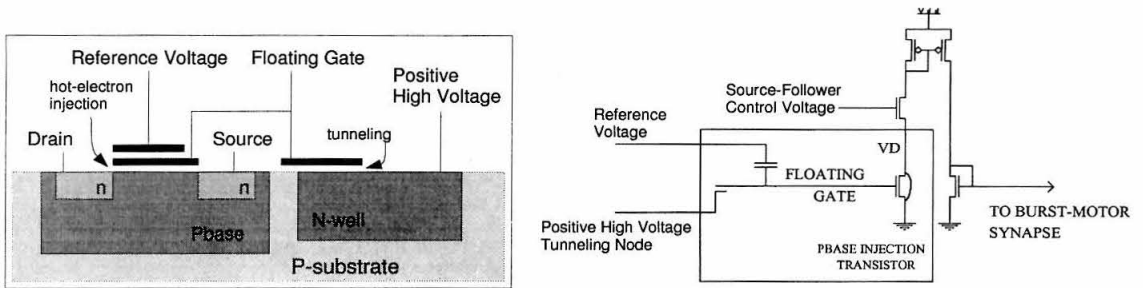 Reference Voltage
Floating Gate
hot-electron
injection
Positive
High Voltage
Drain
Source
tunneling
n
n
Pbase
N-well
P-substrate
Vdd
Source-Follower
Control Voltage
Reference
Voltage
VD
FLOATING
GATE
Positive High Voltage
Tunneling Node
PBASE INJECTION
TRANSISTOR
TO BURST-MOTOR
SYNAPSE